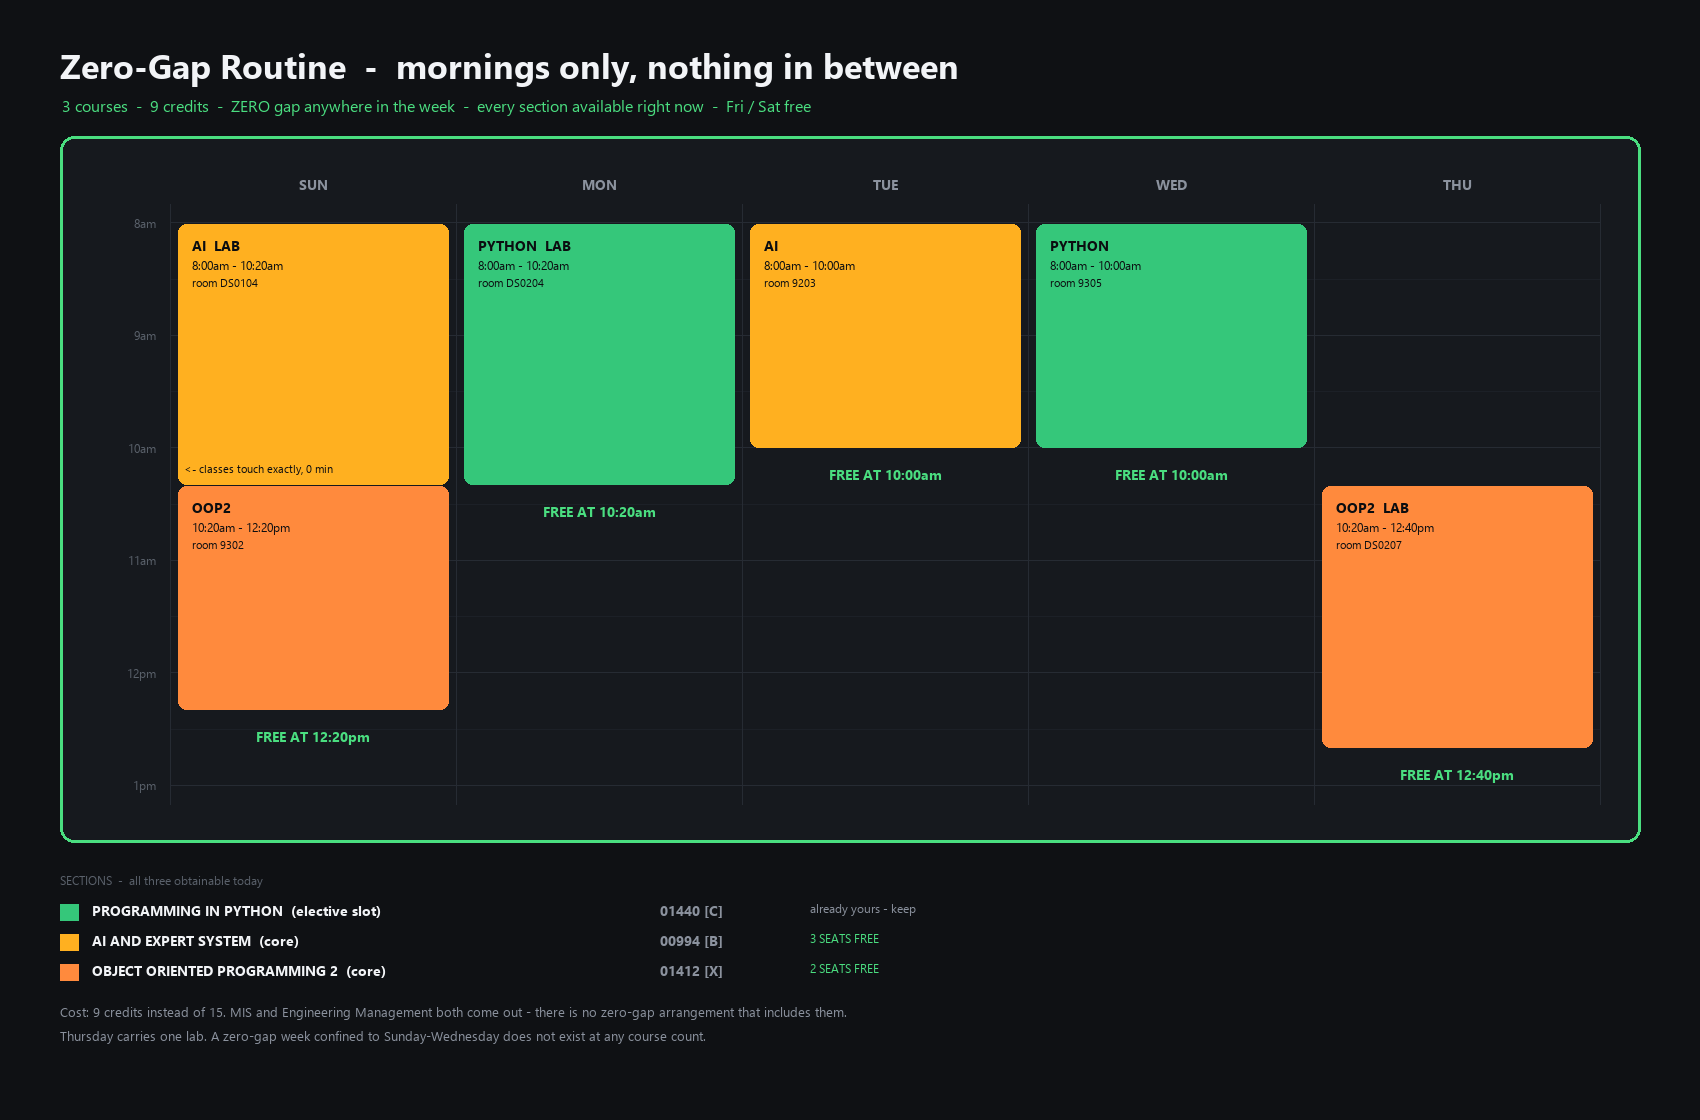 Zero-Gap Routine - mornings only, nothing in between
3 courses - 9 credits - ZERO gap anywhere in the week - every section available right now - Fri / Sat free
SUN MON TUE WED THU
8am
AI LAB
8:00am - 10:20am
room DS0104
<- classes touch exactly, 0 min
PYTHON LAB
8:00am - 10:20am
room DS0204
FREE AT 10:20am
AI
8:00am - 10:00am
room 9203
FREE AT 10:00am
PYTHON
8:00am - 10:00am
room 9305
FREE AT 10:00am
9am
10am
OOP2
10:20am - 12:20pm
room 9302
FREE AT 12:20pm
OOP2 LAB
10:20am - 12:40pm
room DS0207
FREE AT 12:40pm
11am
12pm
1pm
SECTIONS - all three obtainable today
PROGRAMMING IN PYTHON (elective slot) 01440 [C] already yours - keep
AI AND EXPERT SYSTEM (core) 00994 [B] 3 SEATS FREE
OBJECT ORIENTED PROGRAMMING 2 (core) 01412 [X] 2 SEATS FREE
Cost: 9 credits instead of 15. MIS and Engineering Management both come out - there is no zero-gap arrangement that includes them.
Thursday carries one lab. A zero-gap week confined to Sunday-Wednesday does not exist at any course count.